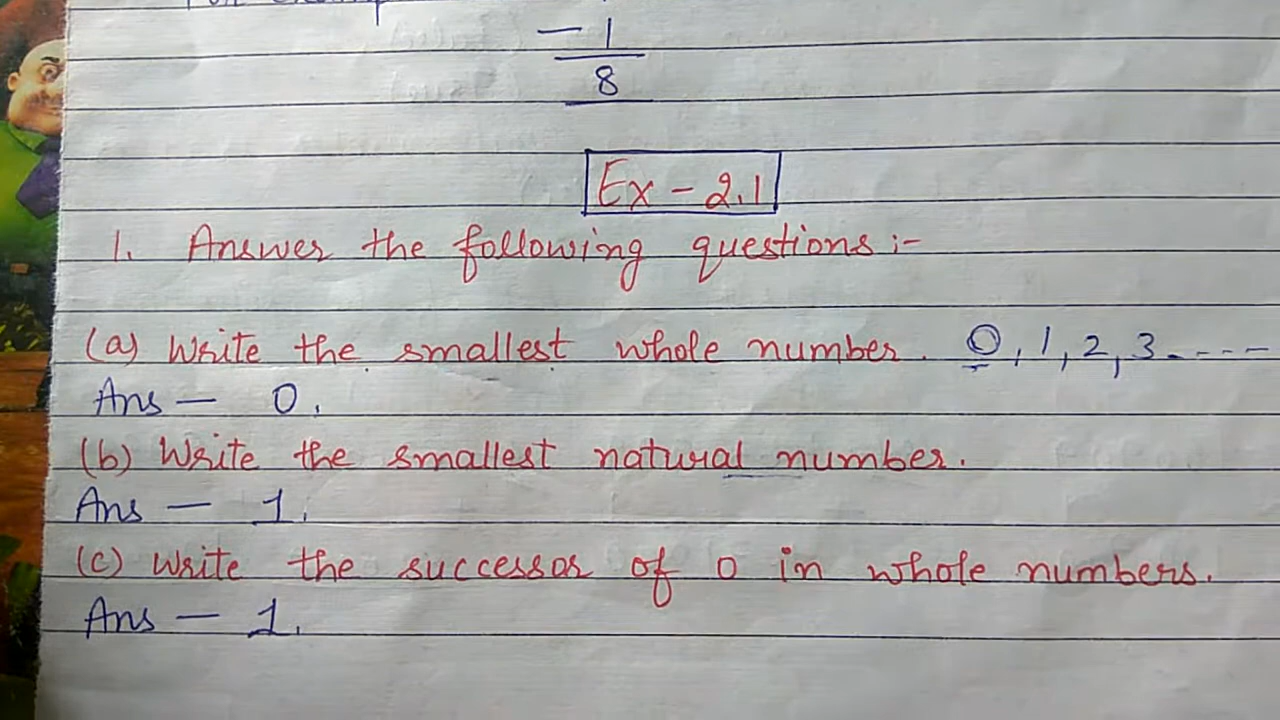 - 1
8
Ex - 2.1
1. Answer the following questions :-
(a) Write the smallest whole number. 0, 1, 2, 3 - - - -
Ans - 0.
(b) Write the smallest natural number.
Ans - 1.
(c) Write the successor of 0 in whole numbers.
Ans - 1.